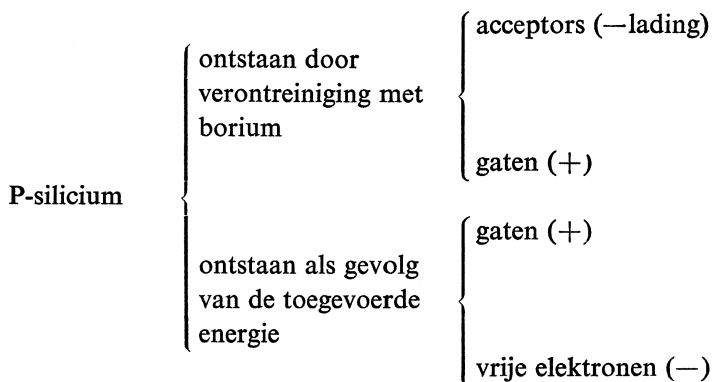 acceptors (—lading)
ontstaan door
verontreiniging met
borium
gaten (+)
P-silicium
gaten (+)
ontstaan als gevolg
van de toegevoerde
energie
vrije elektronen (—)